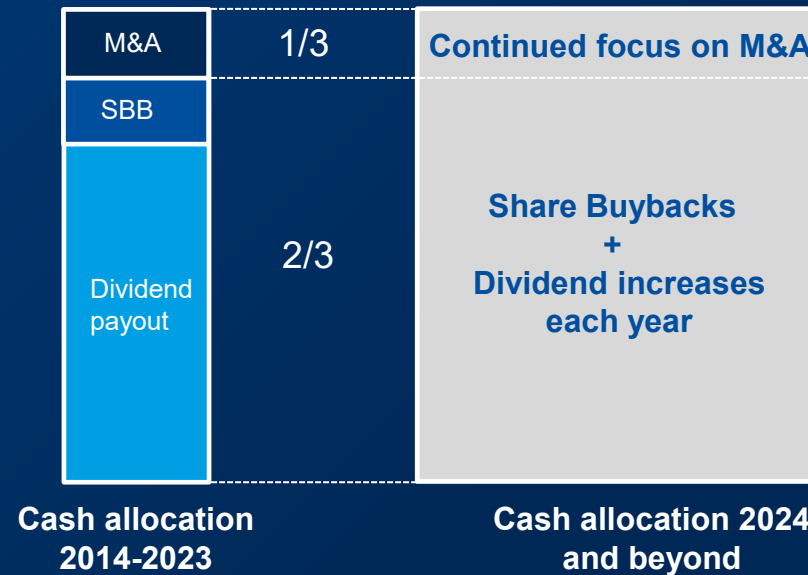 M&A
1/3
Continued focus on M&A
SBB
Dividend
payout
2/3
Share Buybacks
+
Dividend increases
each year
Cash allocation
2014-2023
Cash allocation 2024
and beyond